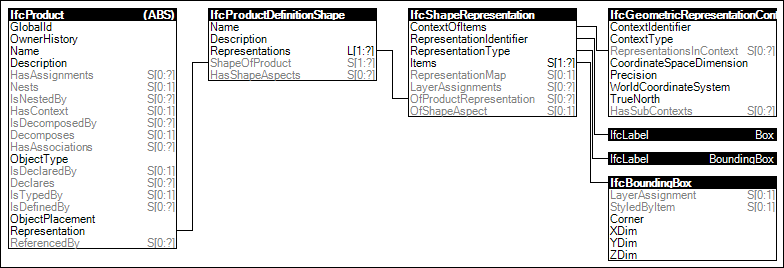 IfcProduct (ABS)
GlobalId
OwnerHistory
Name
Description
HasAssignments S[0:?]
Nests S[0:1]
IsNestedBy S[0:?]
HasContext S[0:1]
IsDecomposedBy S[0:?]
Decomposes S[0:1]
HasAssociations S[0:?]
ObjectType
IsDeclaredBy S[0:1]
Declares S[0:?]
IsTypedBy S[0:1]
IsDefinedBy S[0:?]
ObjectPlacement
Representation
ReferencedBy S[0:?]
IfcProductDefinitionShape
Name
Description
Representations L[1:?]
ShapeOfProduct S[1:?]
HasShapeAspects S[0:?]
IfcShapeRepresentation
ContextOfItems
RepresentationIdentifier
RepresentationType
Items S[1:?]
RepresentationMap S[0:1]
LayerAssignments S[0:?]
OfProductRepresentation S[0:?]
OfShapeAspect S[0:1]
IfcGeometricRepresentationCon
ContextIdentifier
ContextType
RepresentationsInContext S[0:?]
CoordinateSpaceDimension
Precision
WorldCoordinateSystem
TrueNorth
HasSubContexts S[0:?]
IfcLabel Box
IfcLabel BoundingBox
IfcBoundingBox
LayerAssignment S[0:1]
StyledByItem S[0:1]
Corner
XDim
YDim
ZDim